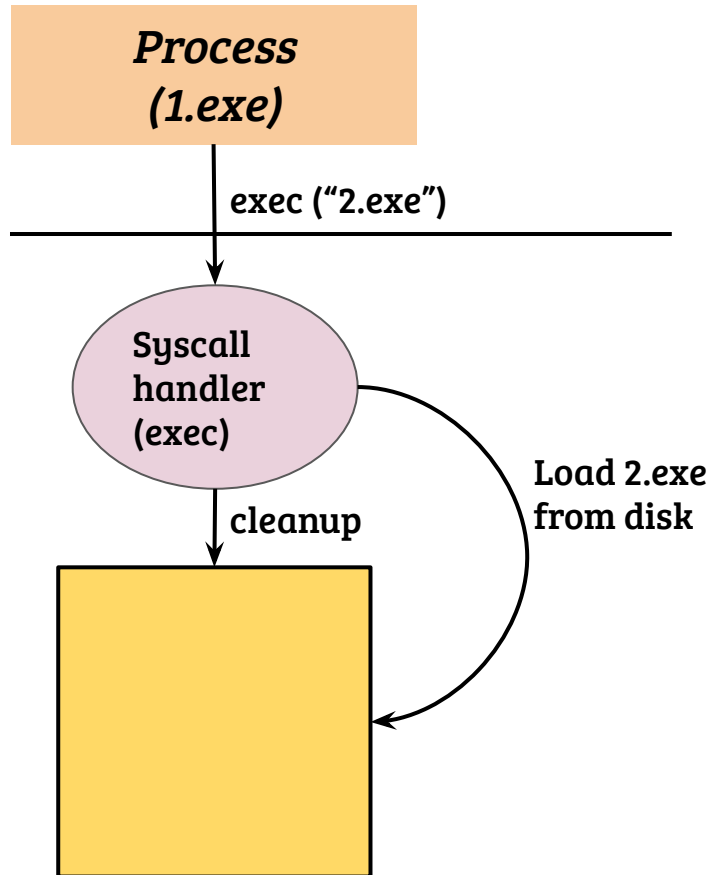 Process
(1.exe)
exec (“2.exe”)
Syscall
handler
(exec)
Load 2.exe
from disk
cleanup